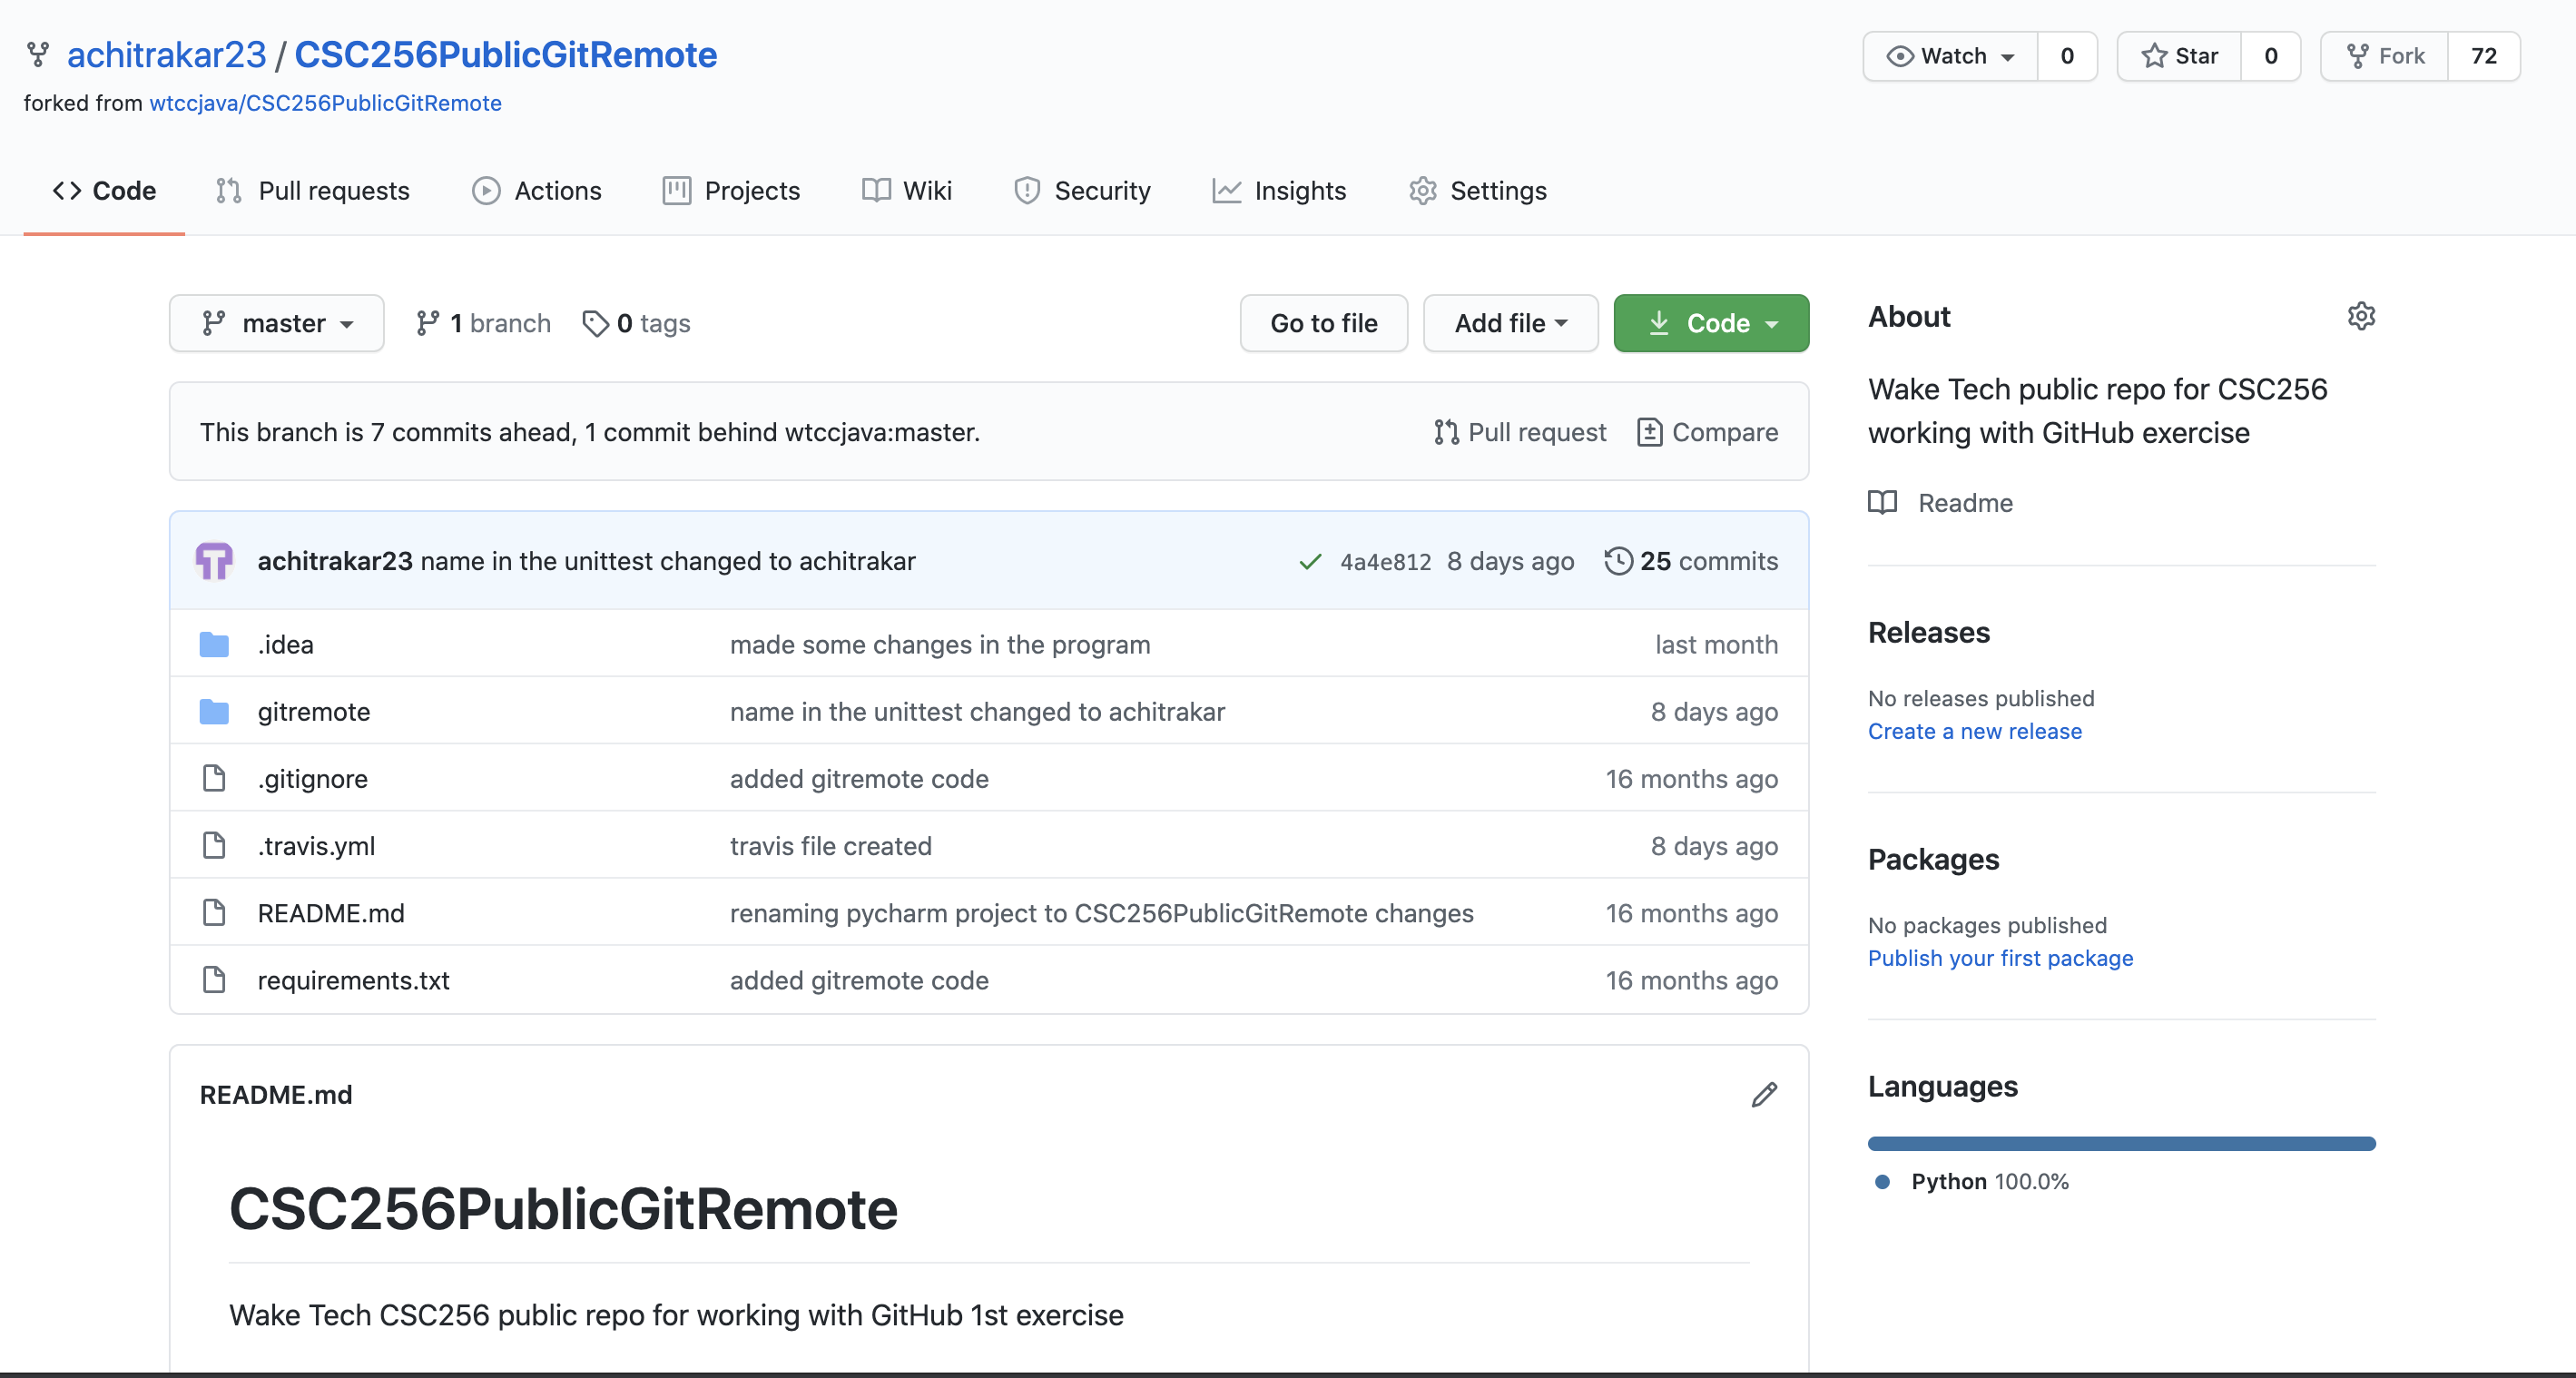 achitrakar23 / CSC256PublicGitRemote
Watch 0 Star 0 Fork 72
forked from wtccjava/CSC256PublicGitRemote
Code Pull requests Actions Projects Wiki Security Insights Settings
master 1 branch 0 tags Go to file Add file Code
This branch is 7 commits ahead, 1 commit behind wtccjava:master. Pull request Compare
achitrakar23 name in the unittest changed to achitrakar 4a4e812 8 days ago 25 commits
.idea made some changes in the program last month
gitremote name in the unittest changed to achitrakar 8 days ago
.gitignore added gitremote code 16 months ago
.travis.yml travis file created 8 days ago
README.md renaming pycharm project to CSC256PublicGitRemote changes 16 months ago
requirements.txt added gitremote code 16 months ago
README.md
CSC256PublicGitRemote
Wake Tech CSC256 public repo for working with GitHub 1st exercise
About
Wake Tech public repo for CSC256
working with GitHub exercise
Readme
Releases
No releases published
Create a new release
Packages
No packages published
Publish your first package
Languages
Python 100.0%